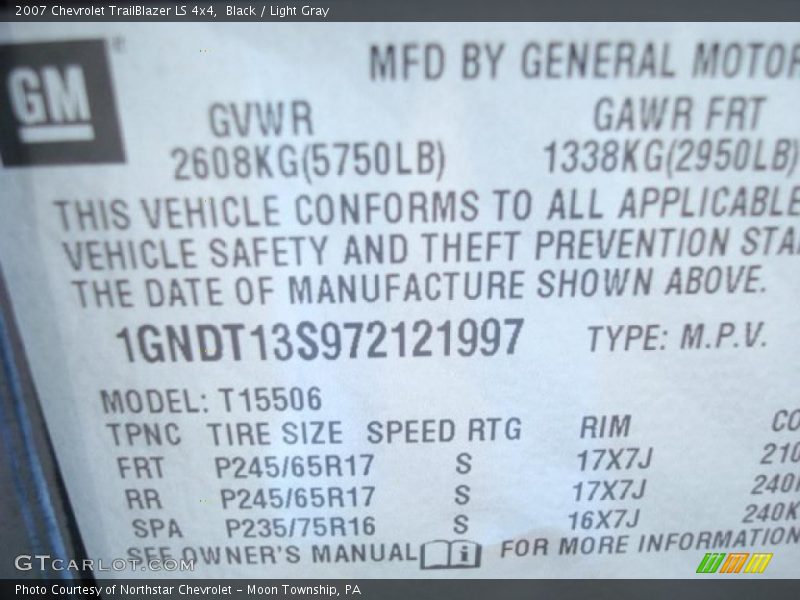 2007 Chevrolet TrailBlazer LS 4x4, Black / Light Gray
GM
MFD BY GENERAL MOTOR
GVWR GAWR FRT
2608KG(5750LB) 1338KG(2950LB)
THIS VEHICLE CONFORMS TO ALL APPLICABLE
VEHICLE SAFETY AND THEFT PREVENTION STA
THE DATE OF MANUFACTURE SHOWN ABOVE.
1GNDT13S972121997 TYPE: M.P.V.
MODEL: T15506
TPNC TIRE SIZE SPEED RTG RIM CO
FRT P245/65R17 S 17X7J 210
RR P245/65R17 S 17X7J 240K
SPA P235/75R16 S 16X7J 240K
SEE OWNER'S MANUAL i FOR MORE INFORMATION
GTcarlot.com
Photo Courtesy of Northstar Chevrolet - Moon Township, PA